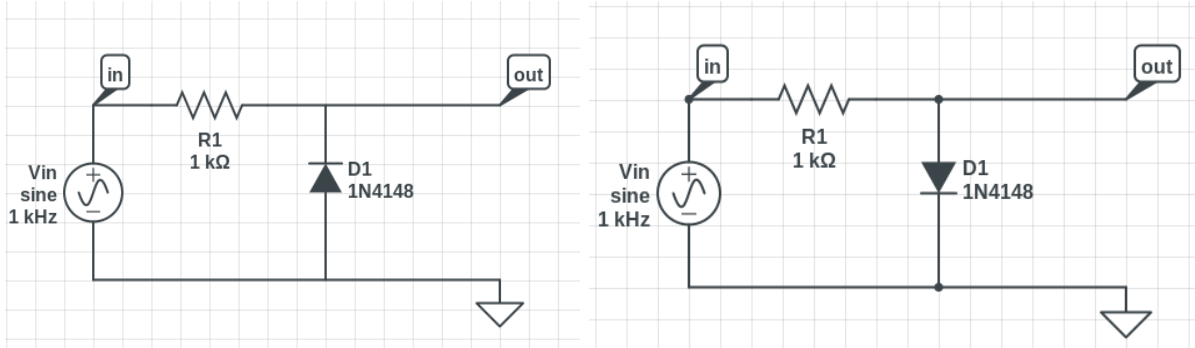 in
out
R1
1 kΩ
Vin
sine
1 kHz
+
−
D1
1N4148
in
out
R1
1 kΩ
Vin
sine
1 kHz
+
−
D1
1N4148